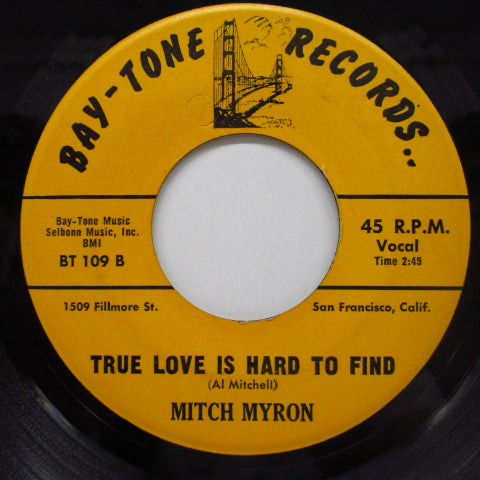 BAY-TONE RECORDS..
Bay-Tone Music
Selbonn Music, Inc.
BMI
BT 109 B
45 R.P.M.
Vocal
Time 2:45
1509 Fillmore St.
San Francisco, Calif.
TRUE LOVE IS HARD TO FIND
(Al Mitchell)
MITCH MYRON